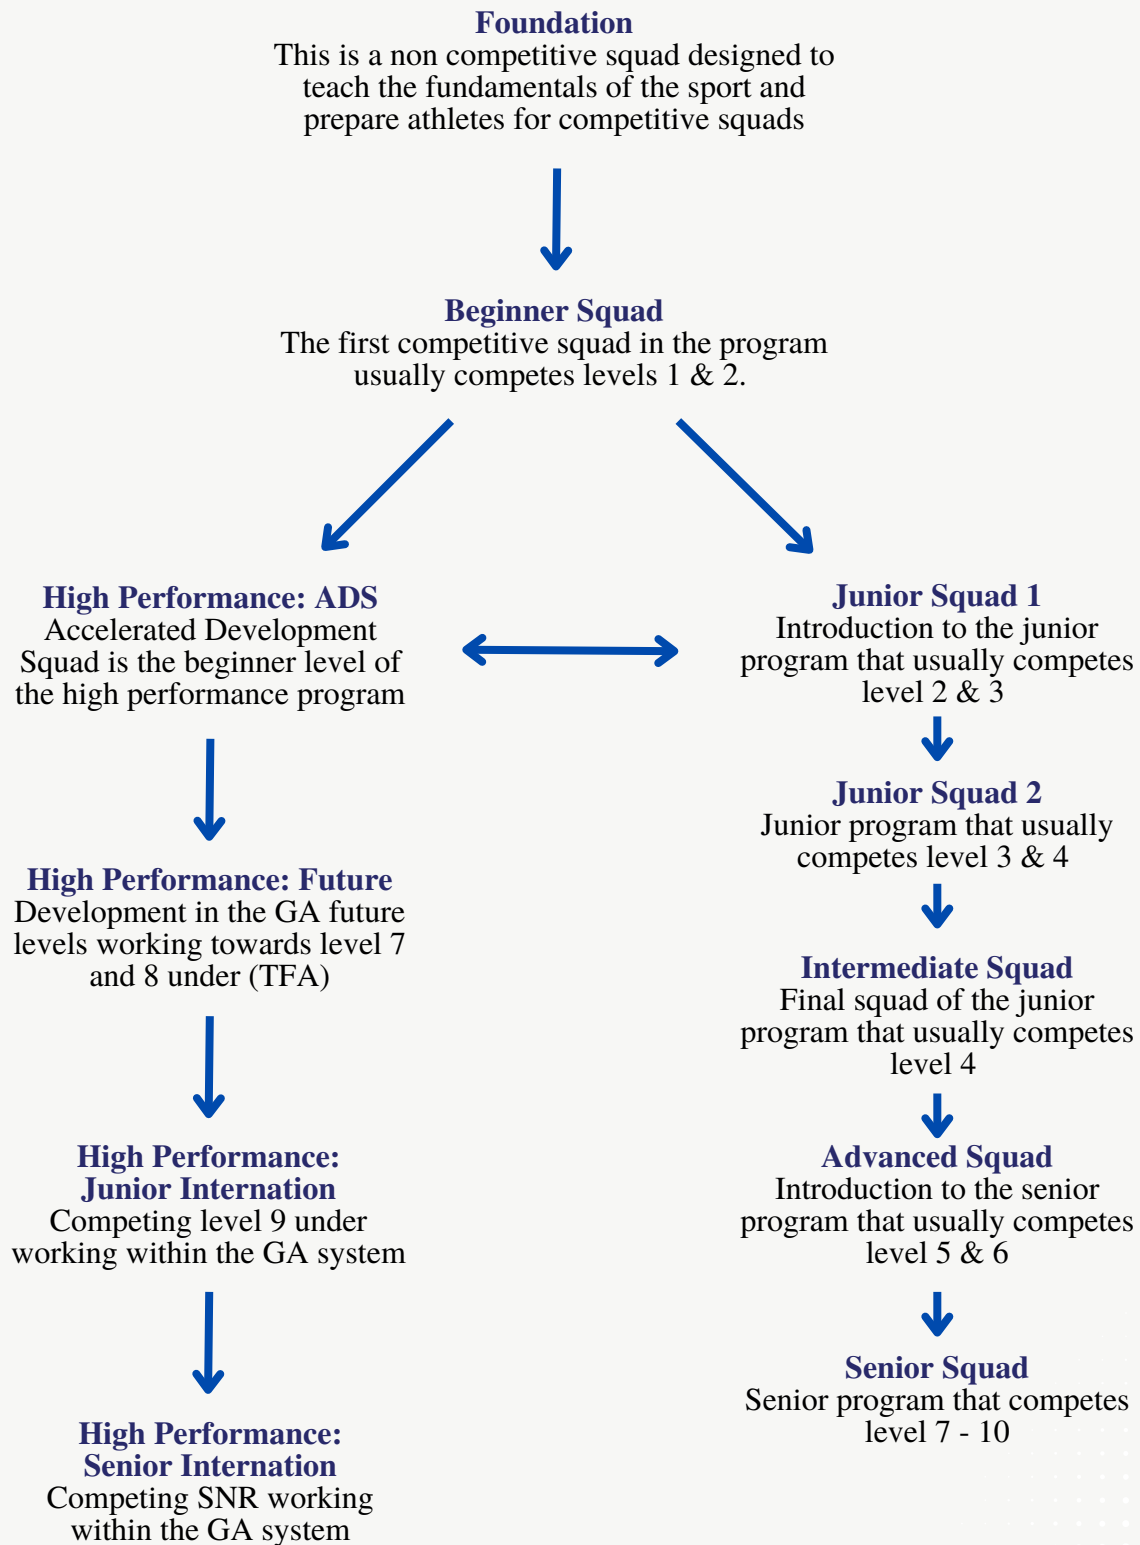 Foundation
This is a non competitive squad designed to
teach the fundamentals of the sport and
prepare athletes for competitive squads
Beginner Squad
The first competitive squad in the program
usually competes levels 1 & 2.
High Performance: ADS
Accelerated Development
Squad is the beginner level of
the high performance program
High Performance: Future
Development in the GA future
levels working towards level 7
and 8 under (TFA)
High Performance:
Junior Internation
Competing level 9 under
working within the GA system
High Performance:
Senior Internation
Competing SNR working
within the GA system
Junior Squad 1
Introduction to the junior
program that usually competes
level 2 & 3
Junior Squad 2
Junior program that usually
competes level 3 & 4
Intermediate Squad
Final squad of the junior
program that usually competes
level 4
Advanced Squad
Introduction to the senior
program that usually competes
level 5 & 6
Senior Squad
Senior program that competes
level 7 - 10